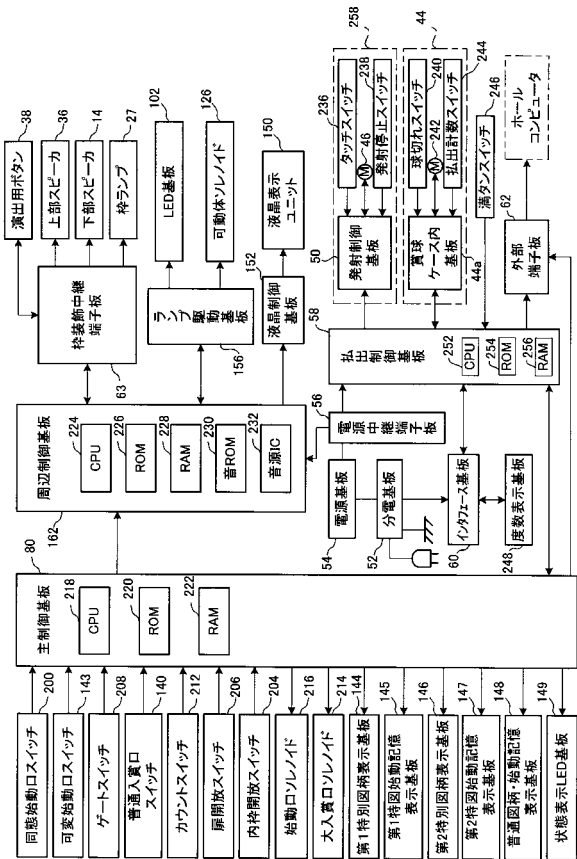 同態始動口スイッチ
200
可変始動口スイッチ
143
ゲートスイッチ
208
普通入賞口
スイッチ
140
カウントスイッチ
212
扉開放スイッチ
206
内枠開放スイッチ
204
始動口ソレノイド
216
大入賞口ソレノイド
214
第1特別図柄表示基板
144
第1特図始動記憶
表示基板
145
第2特別図柄表示基板
146
第2特図始動記憶
表示基板
147
普通図柄・始動記憶
表示基板
148
状態表示LED基板
149
80
主制御基板
218
CPU
220
ROM
222
RAM
162
周辺制御基板
224
CPU
226
ROM
228
RAM
230
音ROM
232
音源IC
枠装飾中継
端子板
63
演出用ボタン
38
上部スピーカ
36
下部スピーカ
14
枠ランプ
27
ランプ駆動基板
156
LED基板
102
可動体ソレノイド
126
液晶制御
基板
152
液晶表示
ユニット
150
電源中継端子板
56
電源基板
54
分電基板
52
インタフェース基板
60
度数表示基板
248
58
払出制御基板
252
CPU
254
ROM
256
RAM
258
発射制御
基板
50
タッチスイッチ
236
M
46
発射停止スイッチ
238
44
賞球
ケース内
基板
44a
球切れスイッチ
240
M
242
払出計数スイッチ
244
満タンスイッチ
246
外部
端子板
62
ホール
コンピュータ